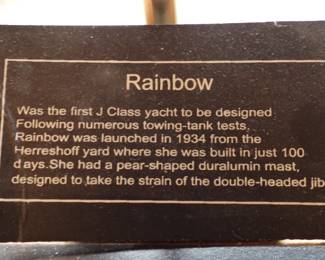 Rainbow
Was the first J Class yacht to be designed
Following numerous towing-tank tests.
Rainbow was launched in 1934 from the
Herreshoff yard where she was built in just 100
days.She had a pear-shaped duralumin mast,
designed to take the strain of the double-headed jib